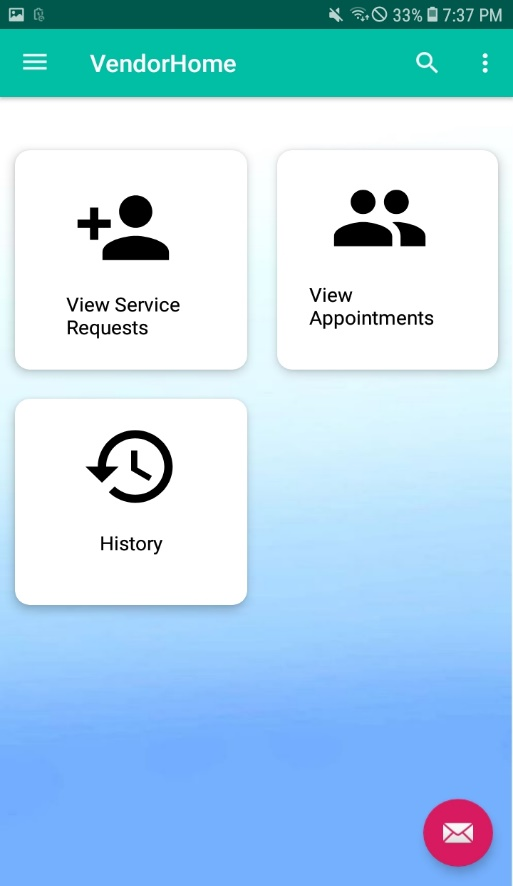 33% 7:37 PM
VendorHome
View Service
Requests
View
Appointments
History